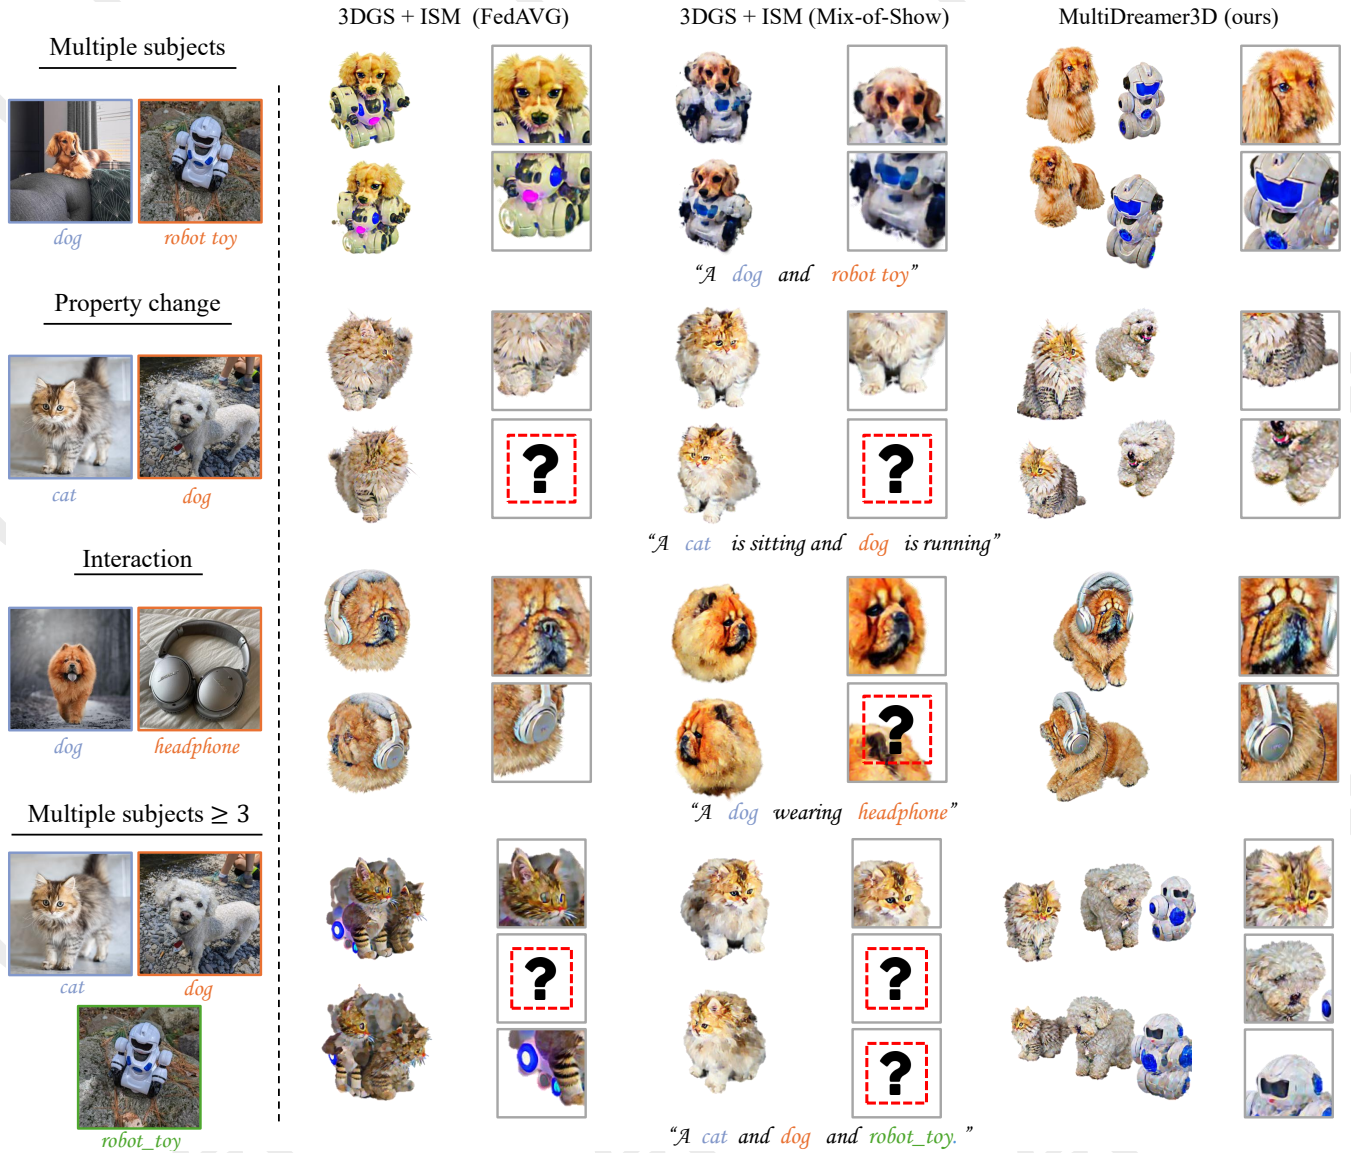 3DGS + ISM (FedAVG)
3DGS + ISM (Mix-of-Show)
MultiDreamer3D (ours)
Multiple subjects
dog
robot toy
“A dog and robot toy”
Property change
cat
dog
?
?
“A cat is sitting and dog is running”
Interaction
dog
headphone
?
“A dog wearing headphone”
Multiple subjects ≥ 3
cat
dog
robot_toy
?
?
?
“A cat and dog and robot_toy. ”